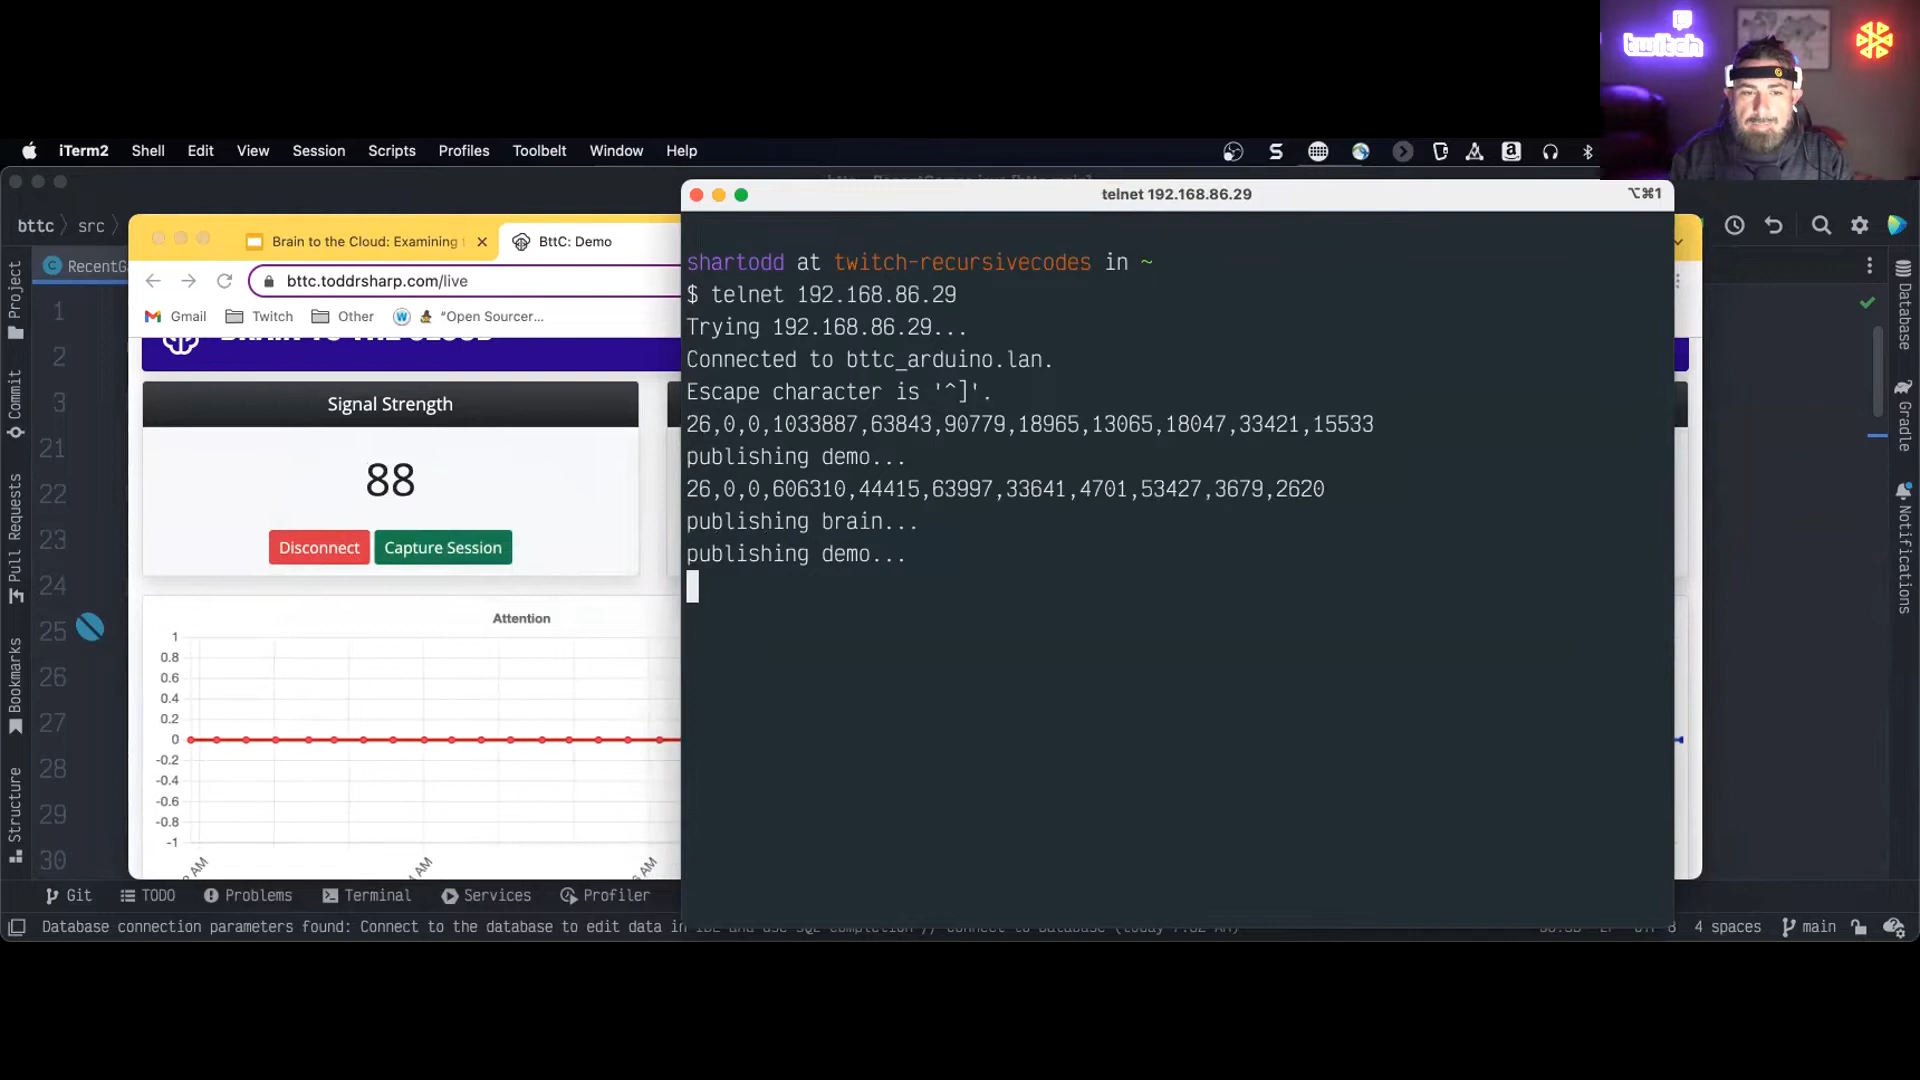 twitch
iTerm2 Shell Edit View Session Scripts Profiles Toolbelt Window Help
telnet 192.168.86.29
⌥⌘1
bttc 〉 src 〉
Brain to the Cloud: Examining
BttC: Demo
RecentGa
bttc.toddrsharp.com/live
Gmail Twitch Other "Open Sourcer...
BRAIN TO THE CLOUD
Signal Strength
88
Disconnect Capture Session
Attention
1
0.8
0.6
0.4
0.2
0
-0.2
-0.4
-0.6
-0.8
-1
shartodd at twitch-recursivecodes in ~
$ telnet 192.168.86.29
Trying 192.168.86.29...
Connected to bttc_arduino.lan.
Escape character is '^]'.
26,0,0,1033887,63843,90779,18965,13065,18047,33421,15533
publishing demo...
26,0,0,606310,44415,63997,33641,4701,53427,3679,2620
publishing brain...
publishing demo...
Project
Commit
Pull Requests
Bookmarks
Structure
1
2
3
21
22
23
24
25
26
27
28
29
30
Database
Gradle
Notifications
Git TODO Problems Terminal Services Profiler
Database connection parameters found: Connect to the database to edit data in
4 spaces main